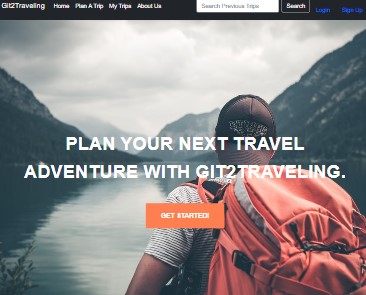 Git2Traveling Home Plan A Trip My Trips About Us Search Previous Trips Search Login Sign Up
PLAN YOUR NEXT TRAVEL
ADVENTURE WITH GIT2TRAVELING.
GET STARTED!